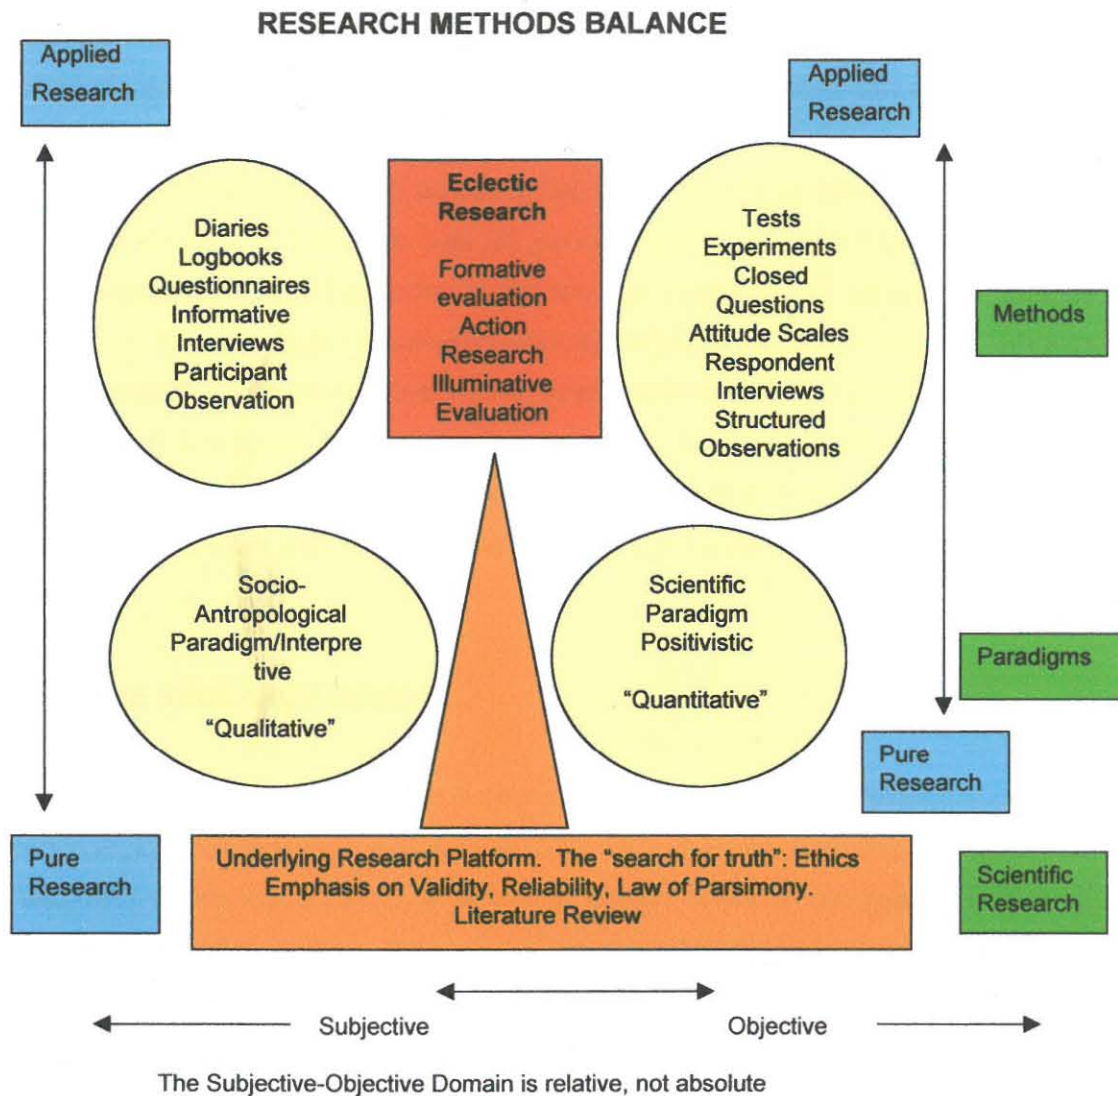 RESEARCH METHODS BALANCE
Applied
Research
Applied
Research
Diaries
Logbooks
Questionnaires
Informative
Interviews
Participant
Observation
Eclectic
Research
Formative
evaluation
Action
Research
Illuminative
Evaluation
Tests
Experiments
Closed
Questions
Attitude Scales
Respondent
Interviews
Structured
Observations
Methods
Socio-
Antropological
Paradigm/Interpre
tive
"Qualitative"
Scientific
Paradigm
Positivistic
"Quantitative"
Paradigms
Pure
Research
Pure
Research
Underlying Research Platform. The "search for truth": Ethics
Emphasis on Validity, Reliability, Law of Parsimony.
Literature Review
Scientific
Research
Subjective
Objective
The Subjective-Objective Domain is relative, not absolute